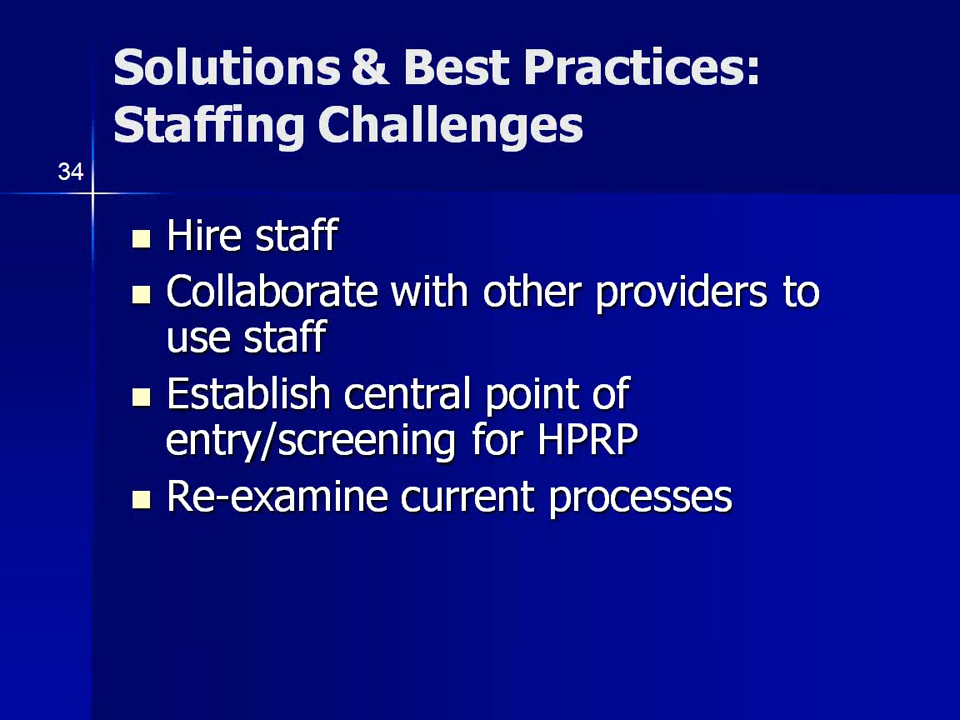 Solutions & Best Practices:
Staffing Challenges
34
Hire staff
Collaborate with other providers to
use staff
Establish central point of
entry/screening for HPRP
Re-examine current processes